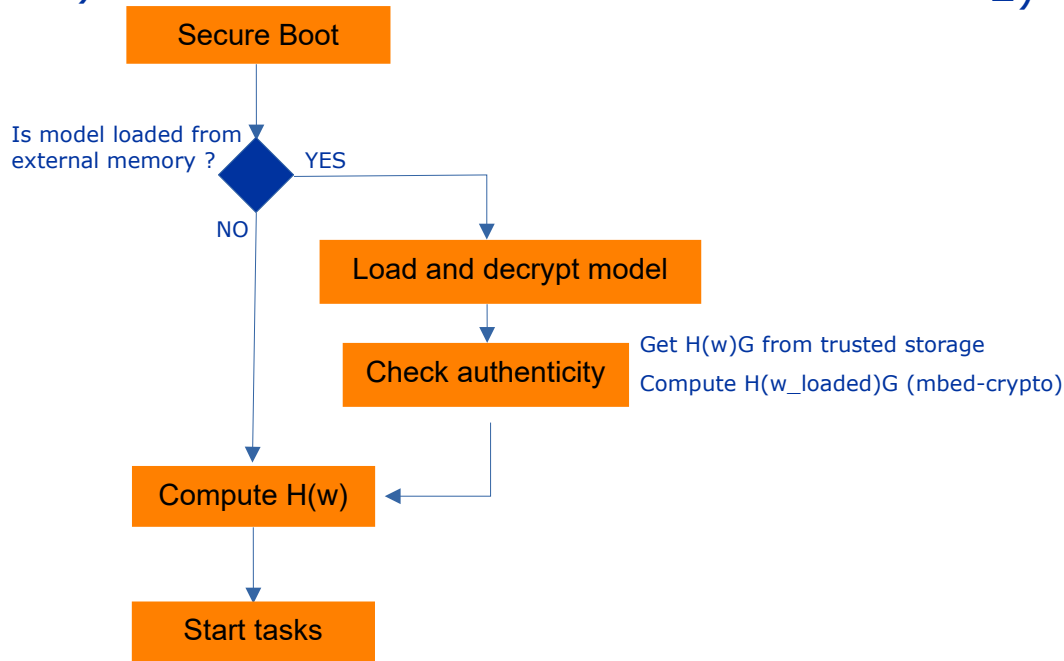 Secure Boot
Is model loaded from
external memory ?
YES
NO
Load and decrypt model
Check authenticity
Get H(w)G from trusted storage
Compute H(w_loaded)G (mbed-crypto)
Compute H(w)
Start tasks